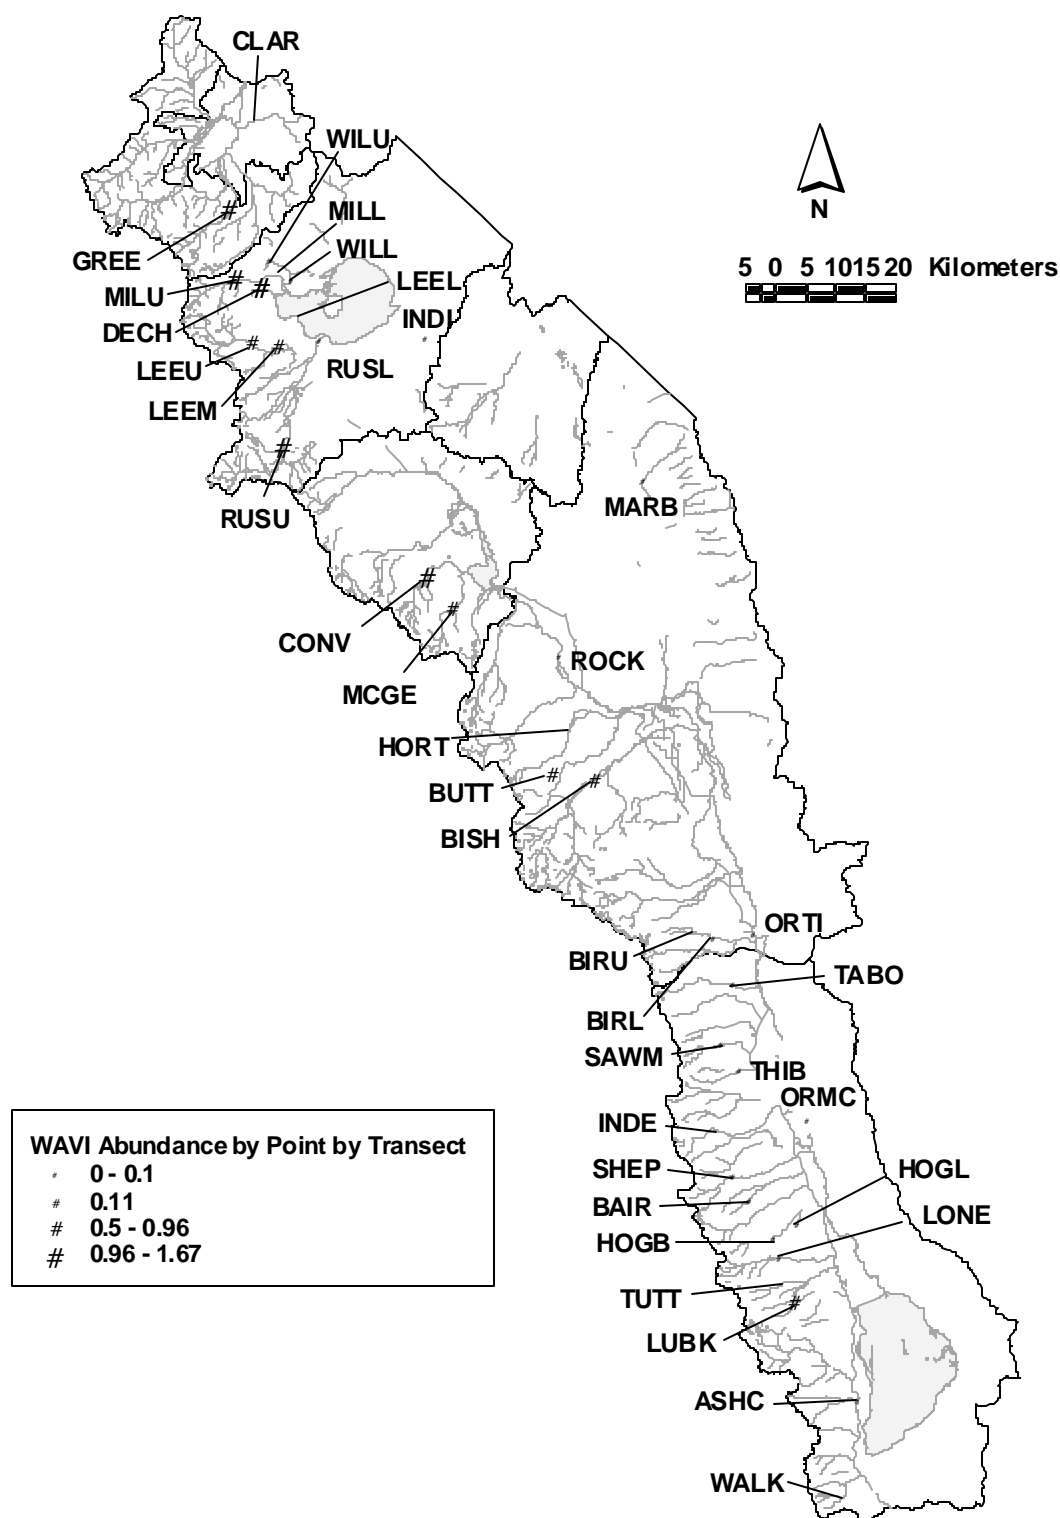 CLAR
WILU
MILL
WILL
N
GREE
5 0 5 10 15 20 Kilometers
LEEL
MILU
INDI
DECH
LEEU
RUSL
LEEM
MARB
RUSU
CONV
ROCK
MCGE
HORT
BUTT
BISH
ORTI
BIRU
TABO
BIRL
SAWM
THIB
ORMC
INDE
WAVI Abundance by Point by Transect
# 0 - 0.1
# 0.11
# 0.5 - 0.96
# 0.96 - 1.67
SHEP
HOGL
BAIR
LONE
HOGB
TUTT
LUBK
ASHC
WALK